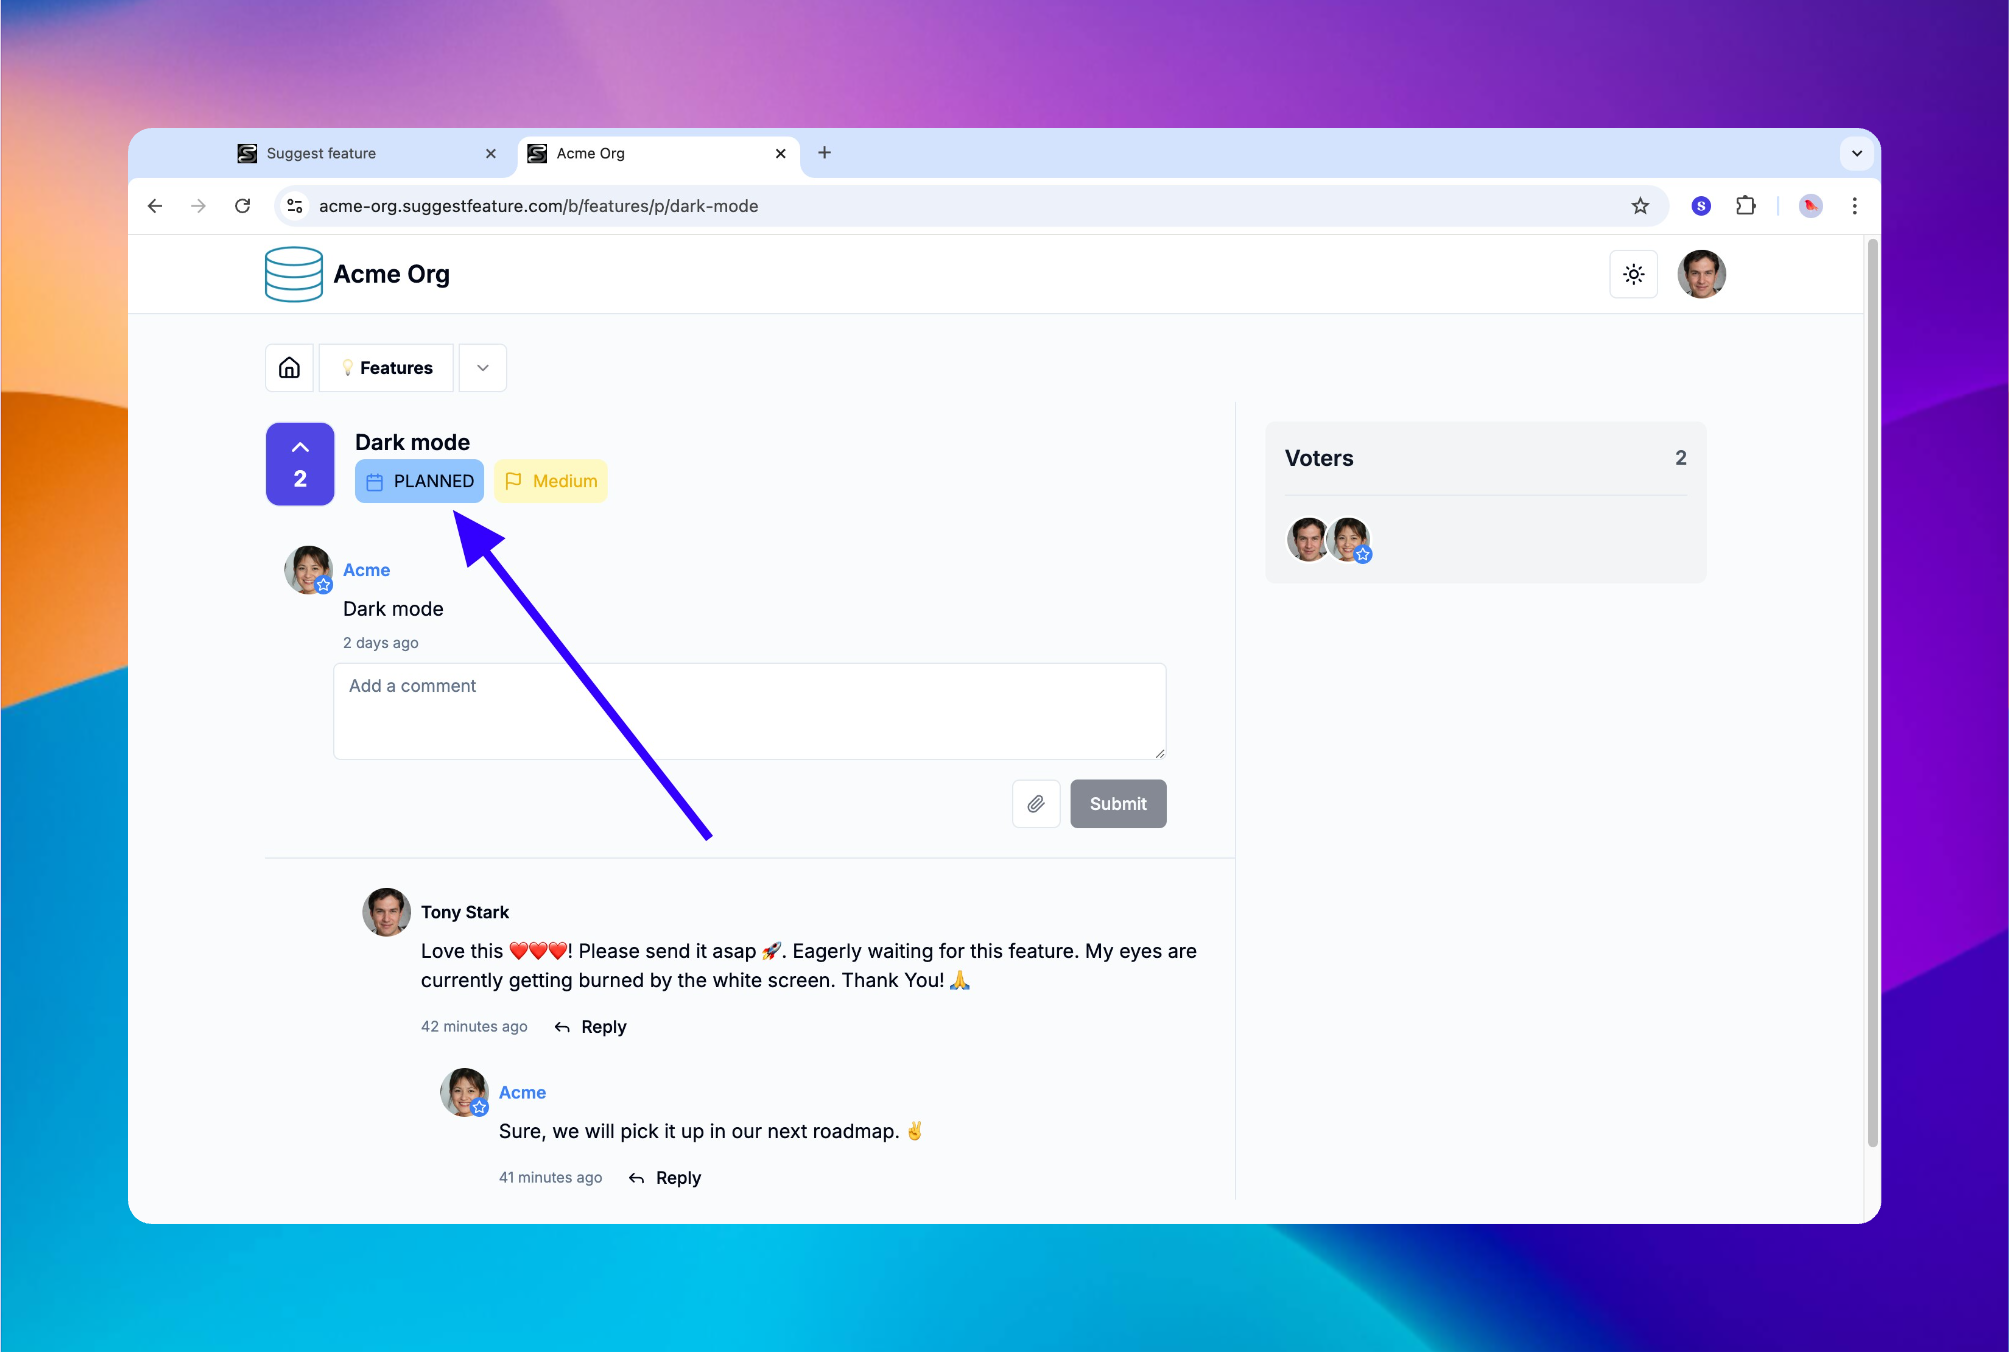 Suggest feature
Acme Org
acme-org.suggestfeature.com/b/features/p/dark-mode
S
Acme Org
💡 Features
2
Dark mode
PLANNED
Medium
Voters
2
Acme
Dark mode
2 days ago
Add a comment
Submit
Tony Stark
Love this ❤️❤️❤️! Please send it asap 🚀. Eagerly waiting for this feature. My eyes are
currently getting burned by the white screen. Thank You! 🙏
42 minutes ago
Reply
Acme
Sure, we will pick it up in our next roadmap. ✌️
41 minutes ago
Reply